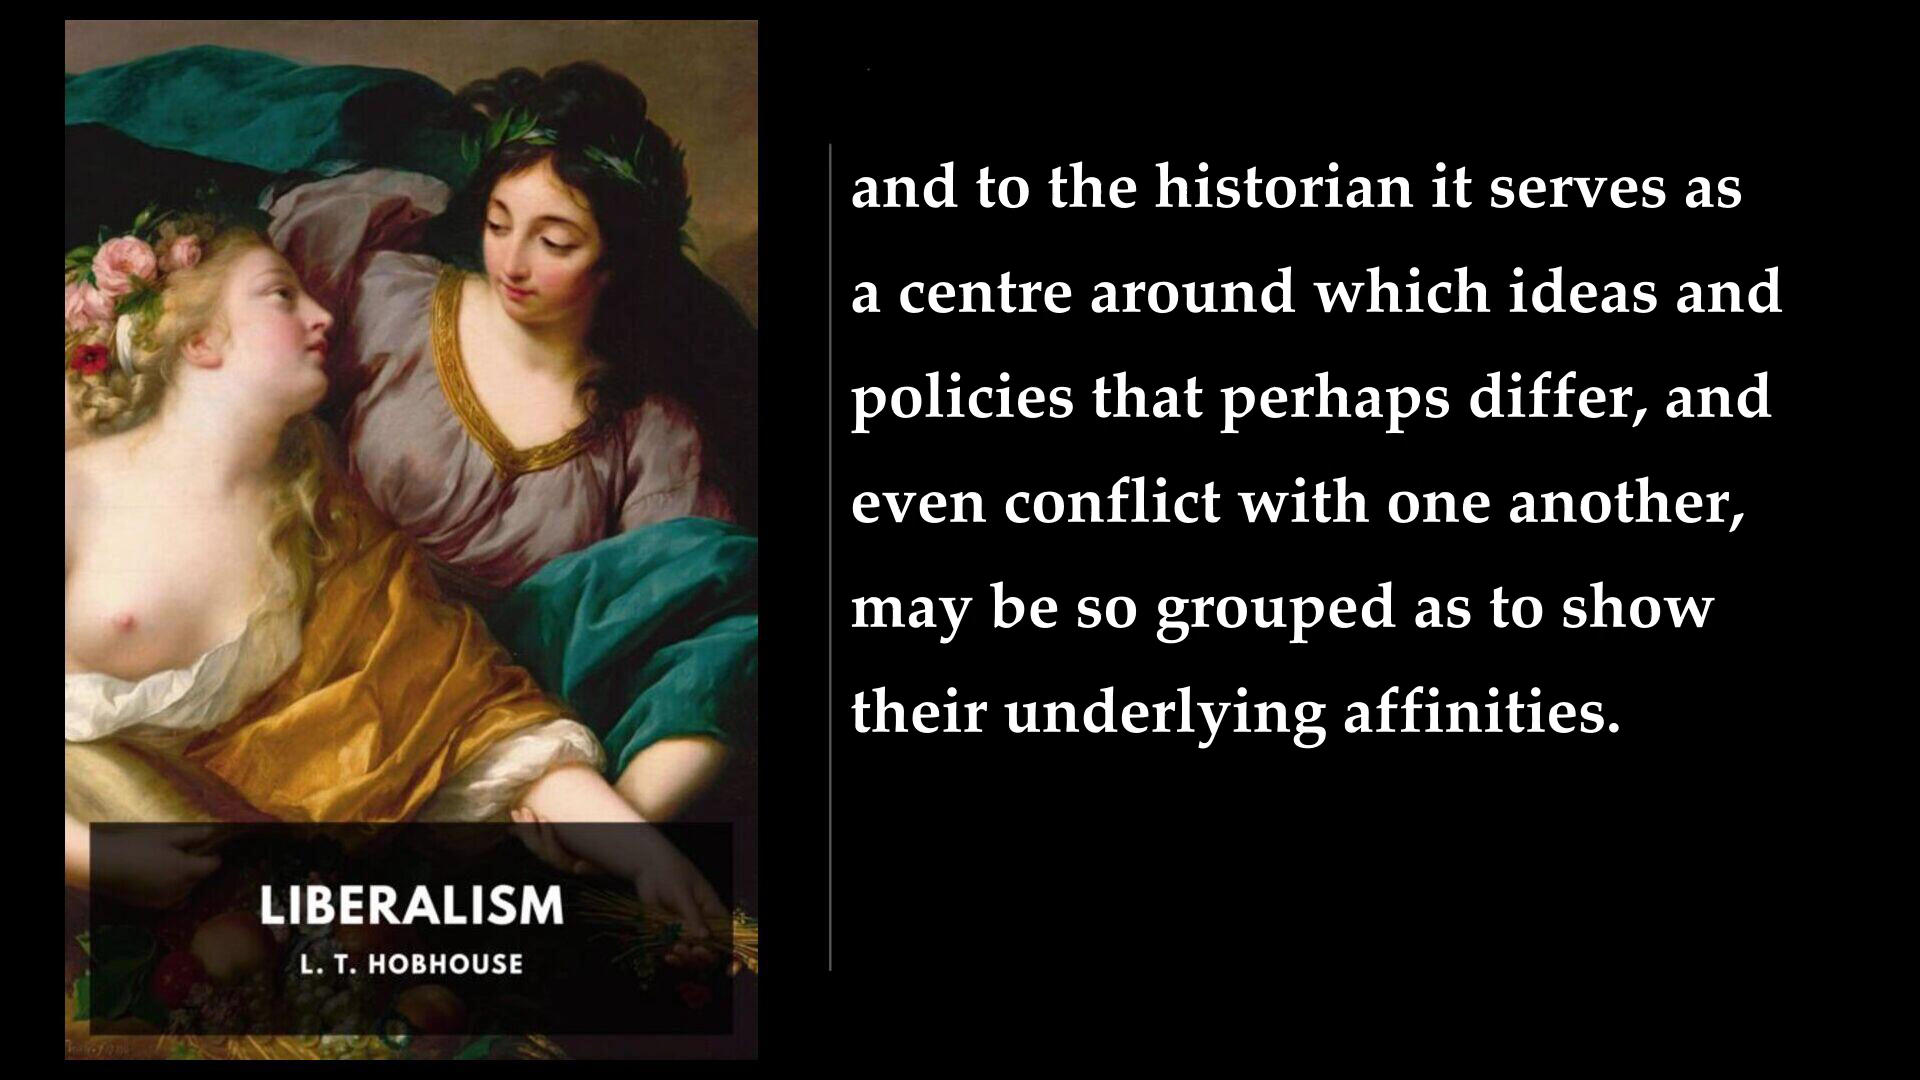 and to the historian it serves as
a centre around which ideas and
policies that perhaps differ, and
even conflict with one another,
may be so grouped as to show
their underlying affinities.
LIBERALISM
L. T. HOBHOUSE